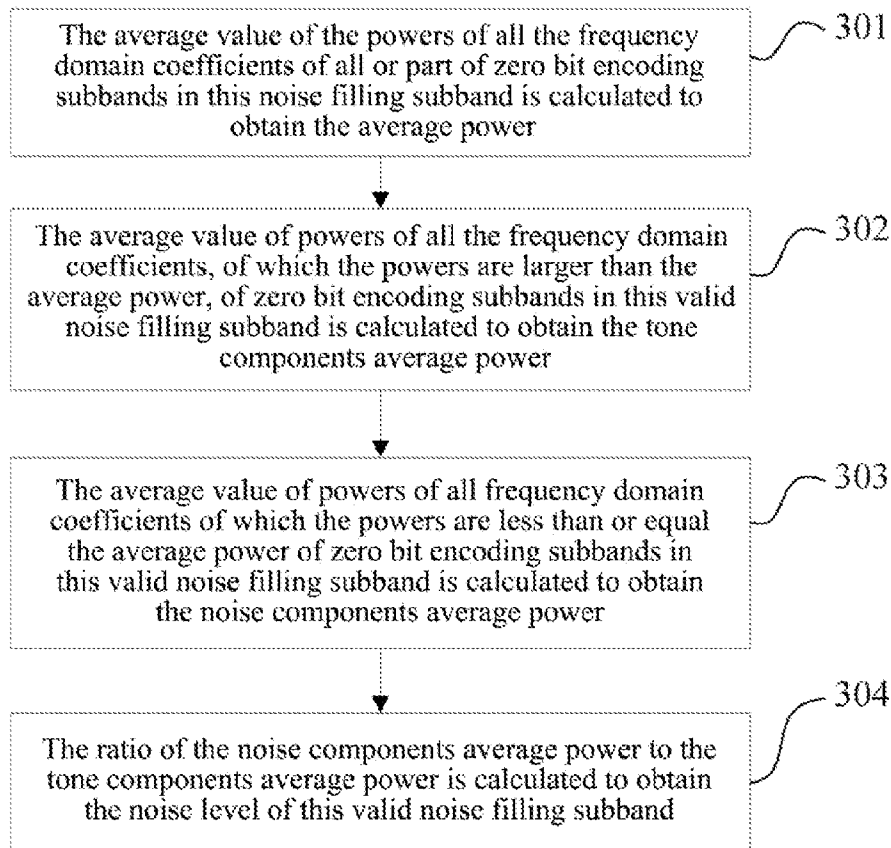 The average value of the powers of all the frequency
domain coefficients of all or part of zero bit encoding
subbands in this noise filling subband is calculated to
obtain the average power
301
The average value of powers of all the frequency domain
coefficients, of which the powers are larger than the
average power, of zero bit encoding subbands in this valid
noise filling subband is calculated to obtain the tone
components average power
302
The average value of powers of all frequency domain
coefficients of which the powers are less than or equal
the average power of zero bit encoding subbands in
this valid noise filling subband is calculated to obtain
the noise components average power
303
The ratio of the noise components average power to the
tone components average power is calculated to obtain
the noise level of this valid noise filling subband
304